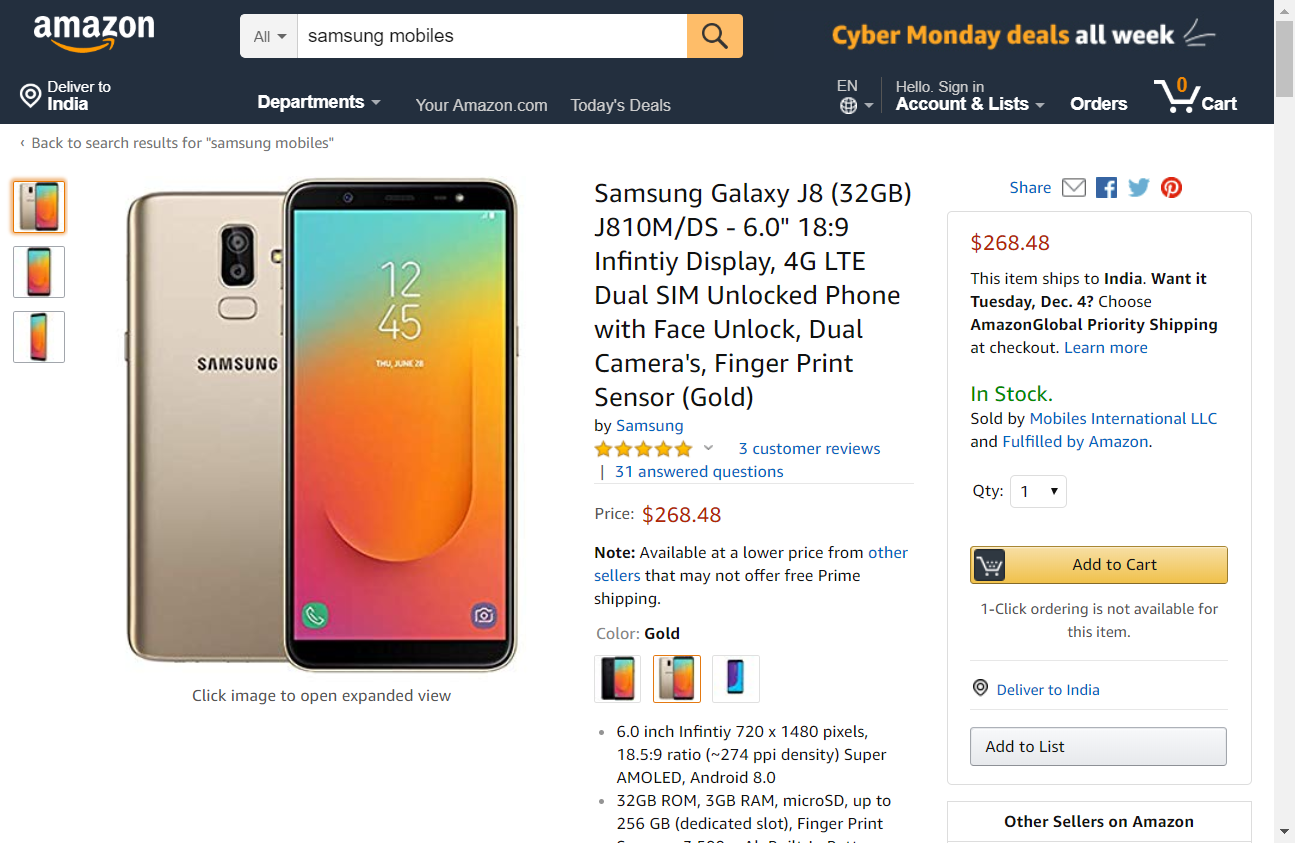 amazon
All
samsung mobiles
Cyber Monday deals all week
Deliver to
India
Departments
Your Amazon.com
Today's Deals
EN
Hello. Sign in
Account & Lists
Orders
0
Cart
‹ Back to search results for "samsung mobiles"
SAMSUNG
12
45
THU, JUNE 28
Click image to open expanded view
Samsung Galaxy J8 (32GB)
J810M/DS - 6.0" 18:9
Infintiy Display, 4G LTE
Dual SIM Unlocked Phone
with Face Unlock, Dual
Camera's, Finger Print
Sensor (Gold)
by Samsung
3 customer reviews
| 31 answered questions
Price: $268.48
Note: Available at a lower price from other
sellers that may not offer free Prime
shipping.
Color: Gold
• 6.0 inch Infintiy 720 x 1480 pixels,
18.5:9 ratio (~274 ppi density) Super
AMOLED, Android 8.0
• 32GB ROM, 3GB RAM, microSD, up to
256 GB (dedicated slot), Finger Print
Share
$268.48
This item ships to India. Want it
Tuesday, Dec. 4? Choose
AmazonGlobal Priority Shipping
at checkout. Learn more
In Stock.
Sold by Mobiles International LLC
and Fulfilled by Amazon.
Qty: 1
Add to Cart
1-Click ordering is not available for
this item.
Deliver to India
Add to List
Other Sellers on Amazon